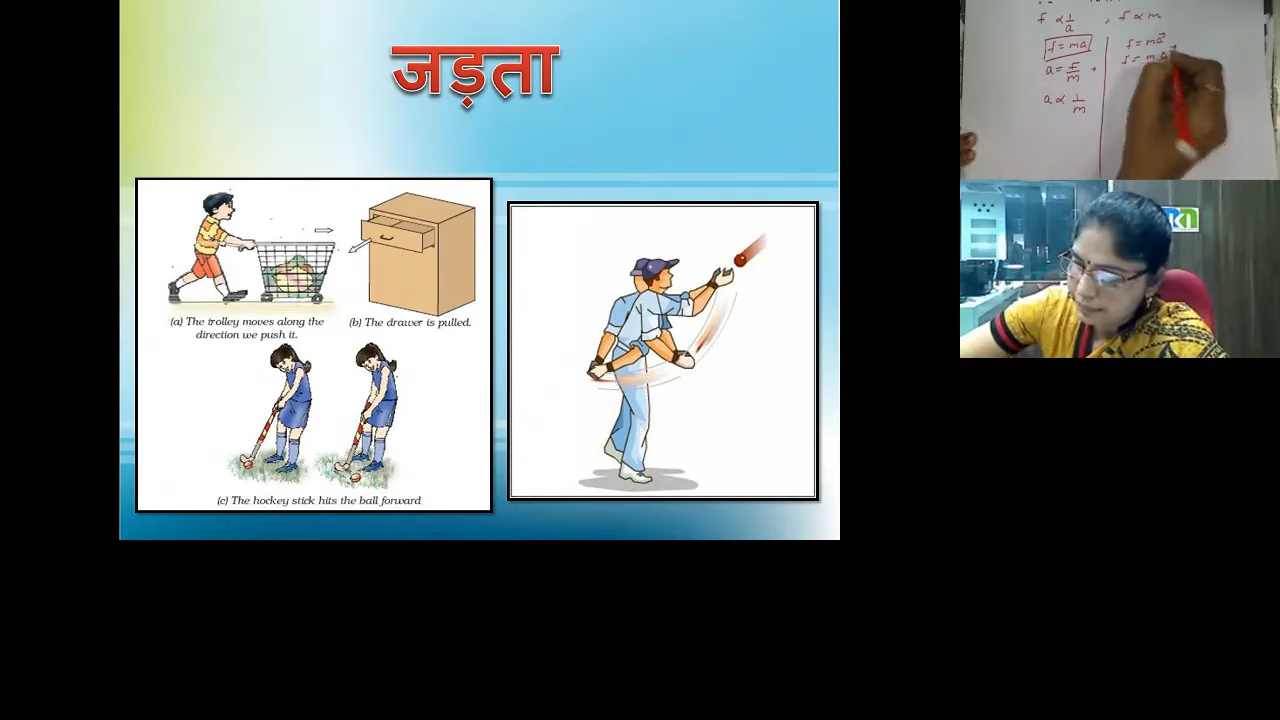 जड़ता
(a) The trolley moves along the
direction we push it.
(b) The drawer is pulled.
(c) The hockey stick hits the ball forward
f ∝ 1/a , f ∝ m
f = ma
a = f/m
a ∝ 1/m
f = ma⃗
f = m